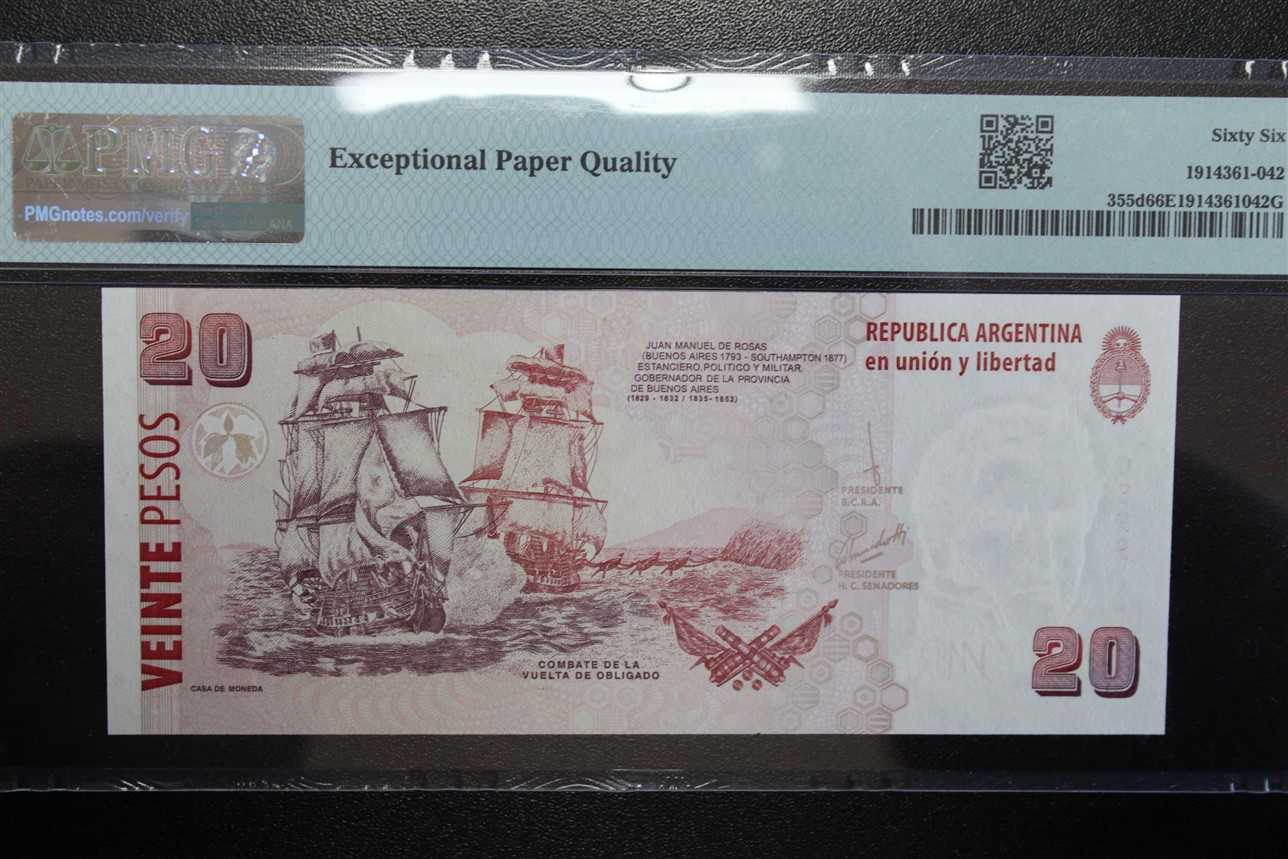 PMG
PMGnotes.com/verify
Exceptional Paper Quality
Sixty Six
1914361-042
355d66E1914361042G
20
VEINTE PESOS
JUAN MANUEL DE ROSAS
(BUENOS AIRES 1793 - SOUTHAMPTON 1877)
ESTANCIERO, POLITICO Y MILITAR,
GOBERNADOR DE LA PROVINCIA
DE BUENOS AIRES
(1829 - 1832 / 1835 - 1852)
REPUBLICA ARGENTINA
en unión y libertad
PRESIDENTE
B.C.R.A.
PRESIDENTE
H. C. SENADORES
COMBATE DE LA
VUELTA DE OBLIGADO
CASA DE MONEDA
20